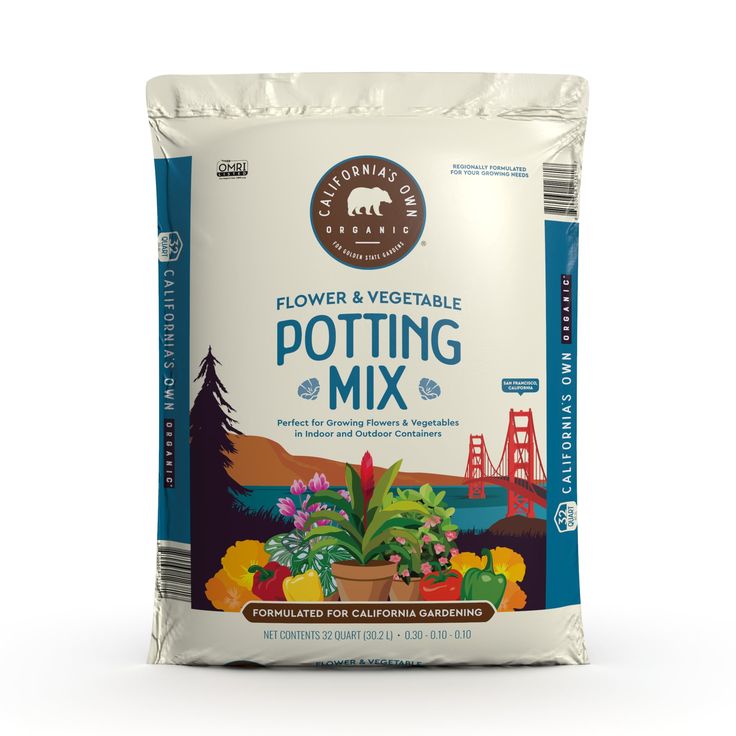 OMRI
LISTED
CALIFORNIA'S OWN
ORGANIC
FOR GOLDEN STATE GARDENS
®
REGIONALLY FORMULATED
FOR YOUR GROWING NEEDS
FLOWER & VEGETABLE
POTTING
MIX
Perfect for Growing Flowers & Vegetables
in Indoor and Outdoor Containers
SAN FRANCISCO,
CALIFORNIA
FORMULATED FOR CALIFORNIA GARDENING
NET CONTENTS 32 QUART (30.2 L) • 0.30 - 0.10 - 0.10
FLOWER & VEGETABLE
32
QUART
CALIFORNIA'S OWN
ORGANIC
32
QUART
CALIFORNIA'S OWN
ORGANIC